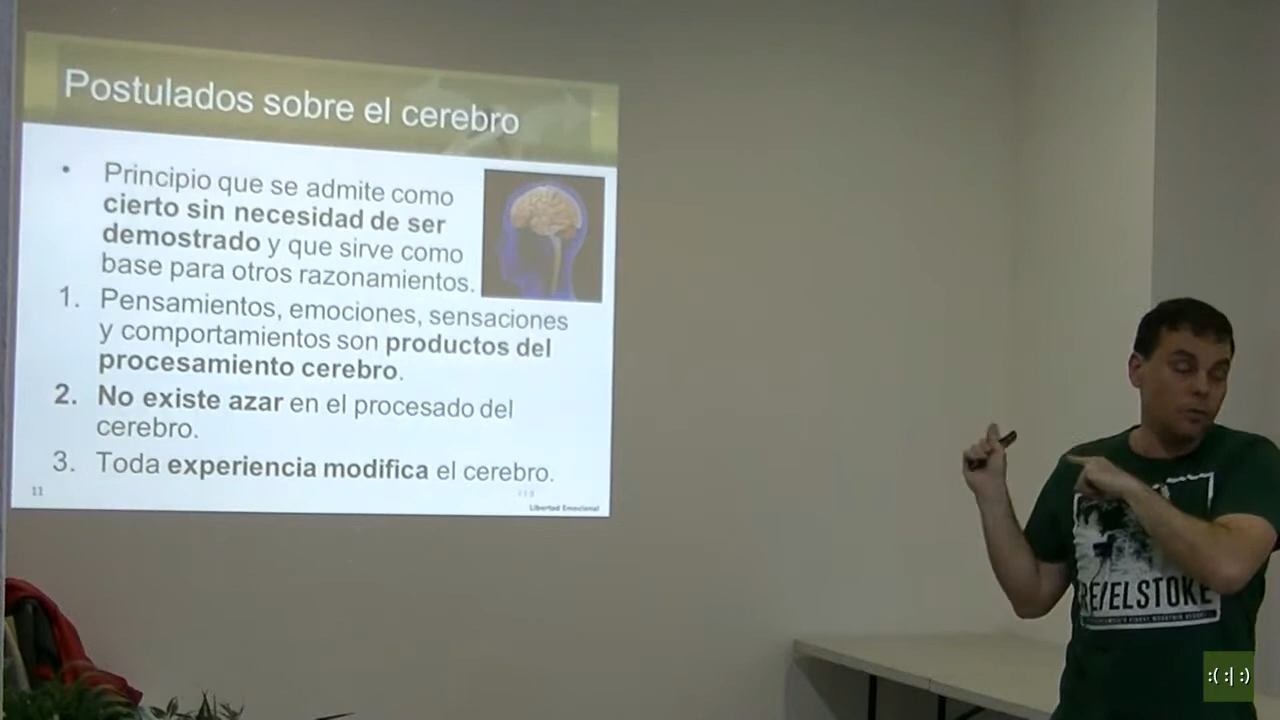 Postulados sobre el cerebro
• Principio que se admite como
cierto sin necesidad de ser
demostrado y que sirve como
base para otros razonamientos.
1. Pensamientos, emociones, sensaciones
y comportamientos son productos del
procesamiento cerebro.
2. No existe azar en el procesado del
cerebro.
3. Toda experiencia modifica el cerebro.
11
Libertad Emocional
REVELSTOKE
:( :| :)